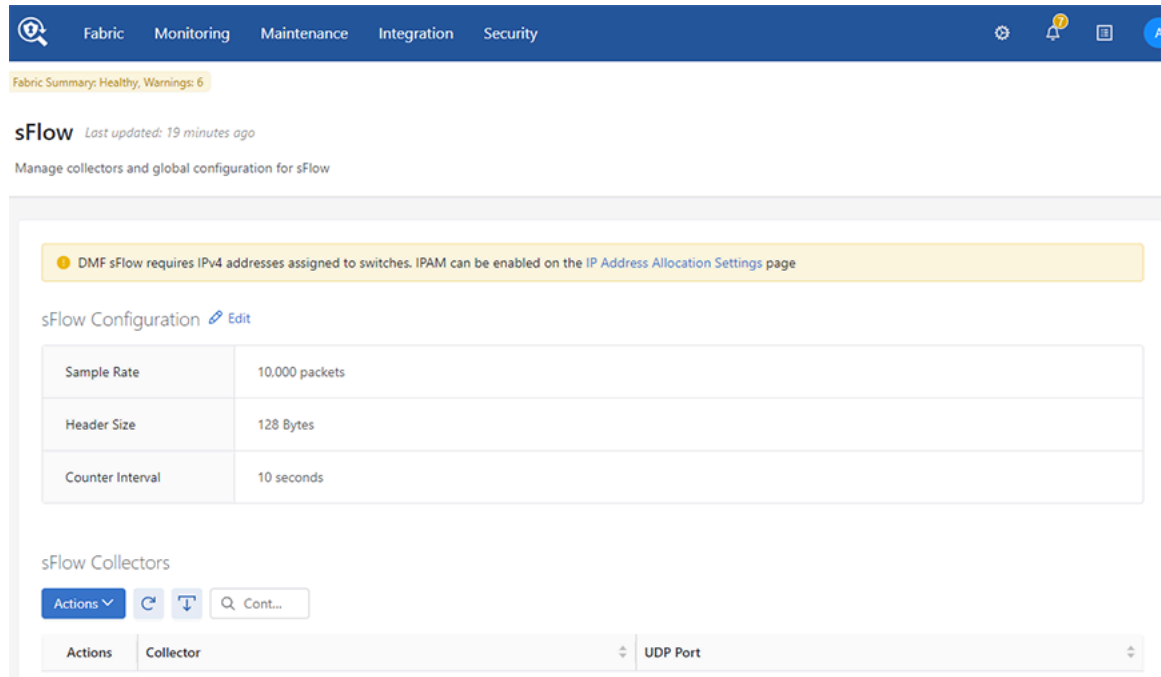 Fabric Monitoring Maintenance Integration Security 7 A
Fabric Summary: Healthy, Warnings: 6
sFlow Last updated: 19 minutes ago
Manage collectors and global configuration for sFlow
DMF sFlow requires IPv4 addresses assigned to switches. IPAM can be enabled on the IP Address Allocation Settings page
sFlow Configuration Edit
Sample Rate 10,000 packets
Header Size 128 Bytes
Counter Interval 10 seconds
sFlow Collectors
Actions Cont...
Actions Collector UDP Port